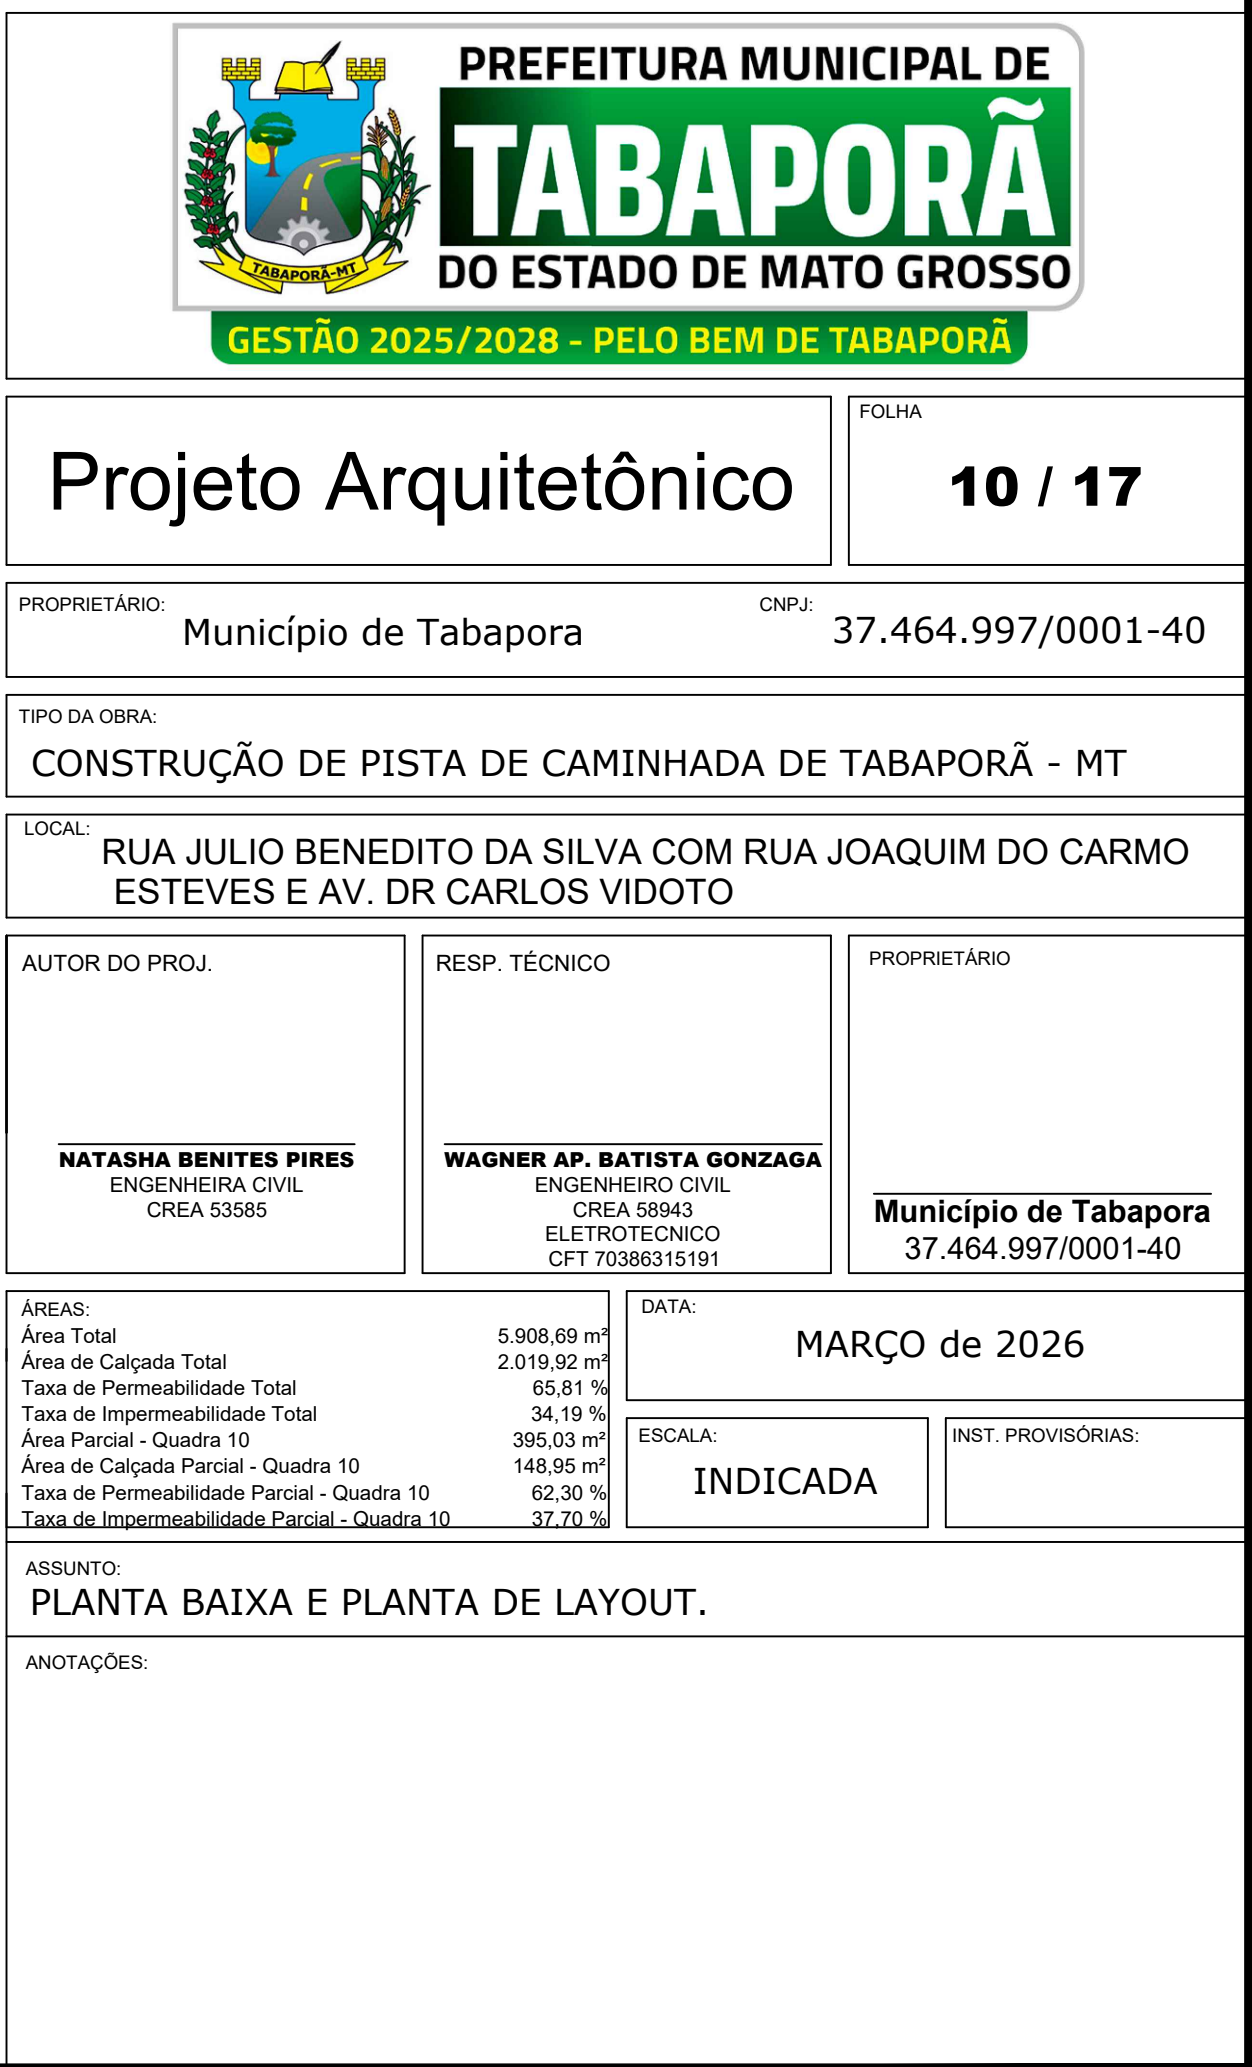 PREFEITURA MUNICIPAL DE
TABAPORÃ
DO ESTADO DE MATO GROSSO
TABAPORÃ-MT
GESTÃO 2025/2028 - PELO BEM DE TABAPORÃ
Projeto Arquitetônico
FOLHA
10 / 17
PROPRIETÁRIO:
Município de Tabapora
CNPJ:
37.464.997/0001-40
TIPO DA OBRA:
CONSTRUÇÃO DE PISTA DE CAMINHADA DE TABAPORÃ - MT
LOCAL:
RUA JULIO BENEDITO DA SILVA COM RUA JOAQUIM DO CARMO
ESTEVES E AV. DR CARLOS VIDOTO
AUTOR DO PROJ.
NATASHA BENITES PIRES
ENGENHEIRA CIVIL
CREA 53585
RESP. TÉCNICO
WAGNER AP. BATISTA GONZAGA
ENGENHEIRO CIVIL
CREA 58943
ELETROTECNICO
CFT 70386315191
PROPRIETÁRIO
Município de Tabapora
37.464.997/0001-40
ÁREAS:
Área Total 5.908,69 m²
Área de Calçada Total 2.019,92 m²
Taxa de Permeabilidade Total 65,81 %
Taxa de Impermeabilidade Total 34,19 %
Área Parcial - Quadra 10 395,03 m²
Área de Calçada Parcial - Quadra 10 148,95 m²
Taxa de Permeabilidade Parcial - Quadra 10 62,30 %
Taxa de Impermeabilidade Parcial - Quadra 10 37,70 %
DATA:
MARÇO de 2026
ESCALA:
INDICADA
INST. PROVISÓRIAS:
ASSUNTO:
PLANTA BAIXA E PLANTA DE LAYOUT.
ANOTAÇÕES: